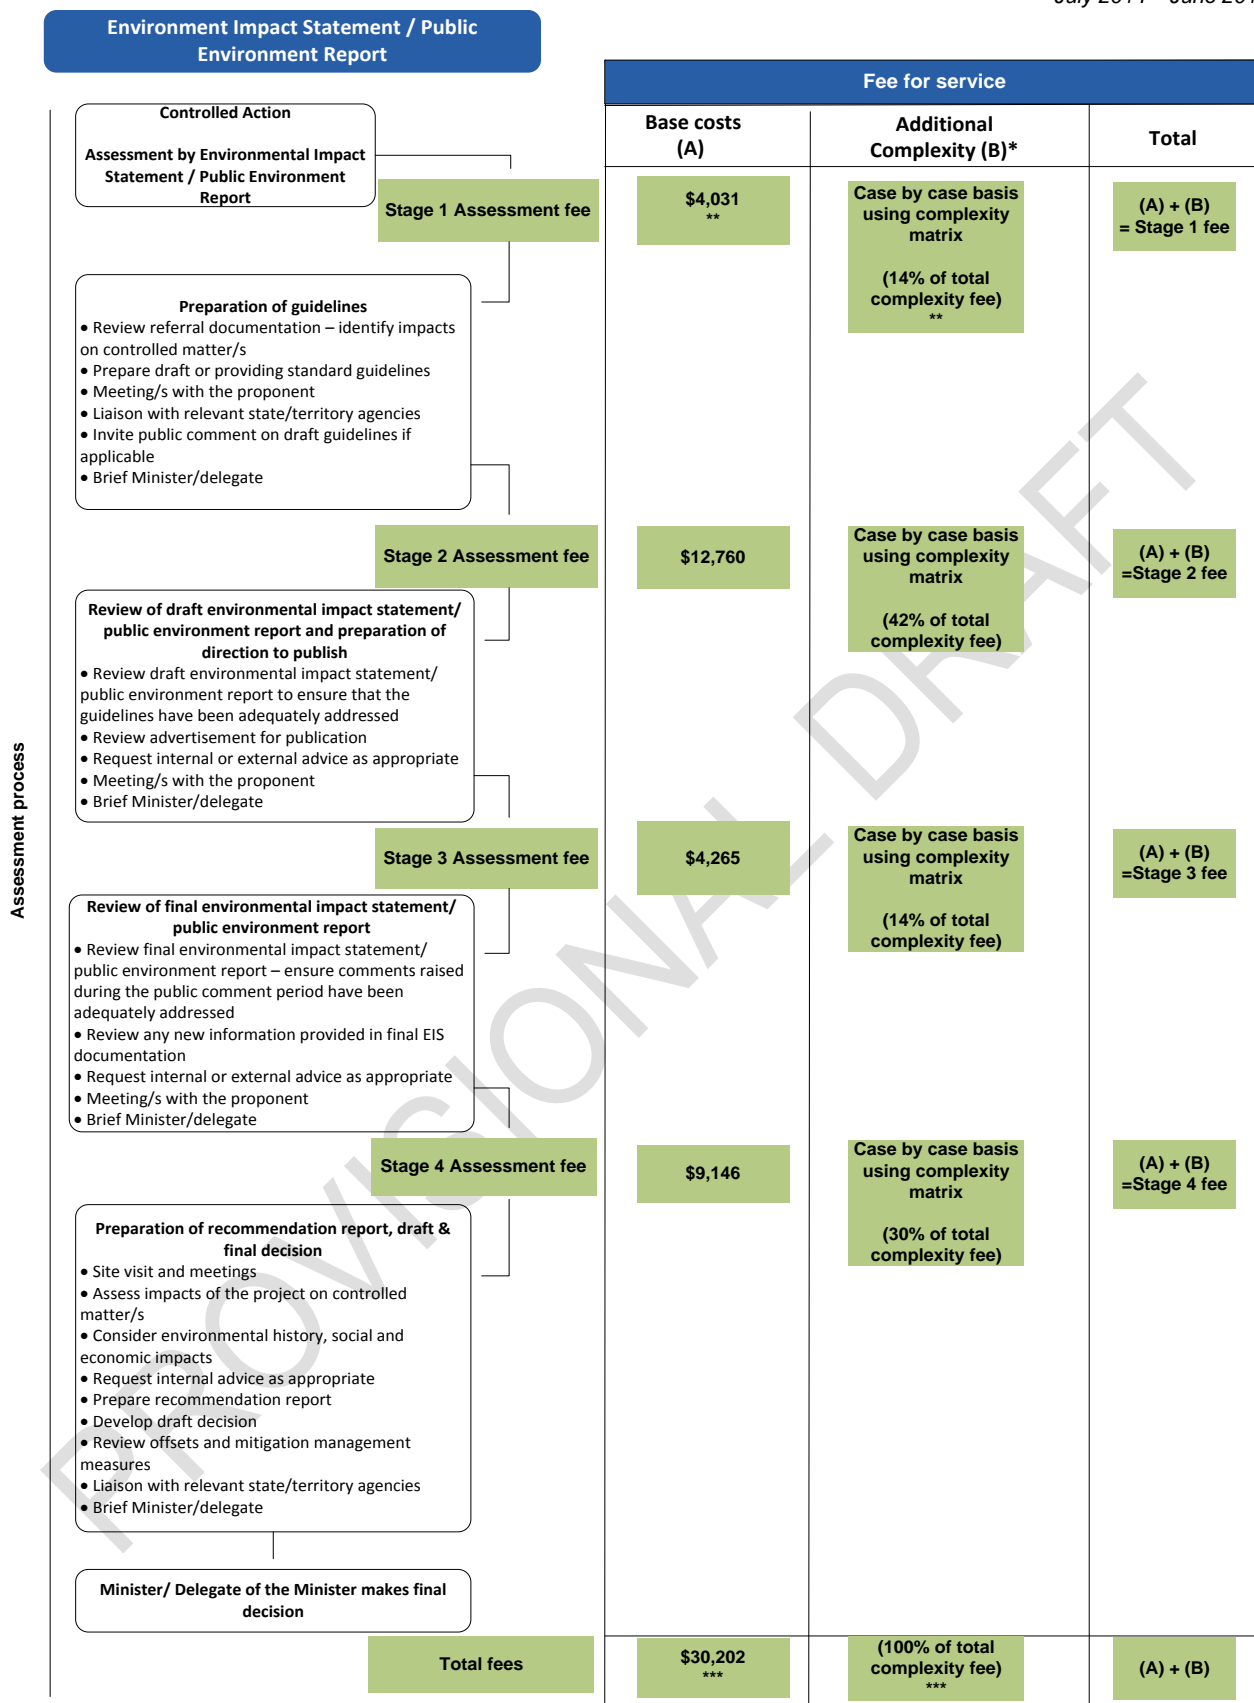 Environment Impact Statement / Public
Environment Report
Fee for service
Base costs
(A)
Additional
Complexity (B)*
Total
Controlled Action
Assessment by Environmental Impact
Statement / Public Environment
Report
Stage 1 Assessment fee
$4,031
**
Case by case basis
using complexity
matrix
(14% of total
complexity fee)
**
(A) + (B)
= Stage 1 fee
Preparation of guidelines
• Review referral documentation – identify impacts
on controlled matter/s
• Prepare draft or providing standard guidelines
• Meeting/s with the proponent
• Liaison with relevant state/territory agencies
• Invite public comment on draft guidelines if
applicable
• Brief Minister/delegate
Stage 2 Assessment fee
$12,760
Case by case basis
using complexity
matrix
(42% of total
complexity fee)
(A) + (B)
=Stage 2 fee
Review of draft environmental impact statement/
public environment report and preparation of
direction to publish
• Review draft environmental impact statement/
public environment report to ensure that the
guidelines have been adequately addressed
• Review advertisement for publication
• Request internal or external advice as appropriate
• Meeting/s with the proponent
• Brief Minister/delegate
Assessment process
Stage 3 Assessment fee
$4,265
Case by case basis
using complexity
matrix
(14% of total
complexity fee)
(A) + (B)
=Stage 3 fee
Review of final environmental impact statement/
public environment report
• Review final environmental impact statement/
public environment report – ensure comments raised
during the public comment period have been
adequately addressed
• Review any new information provided in final EIS
documentation
• Request internal or external advice as appropriate
• Meeting/s with the proponent
• Brief Minister/delegate
Stage 4 Assessment fee
$9,146
Case by case basis
using complexity
matrix
(30% of total
complexity fee)
(A) + (B)
=Stage 4 fee
Preparation of recommendation report, draft &
final decision
• Site visit and meetings
• Assess impacts of the project on controlled
matter/s
• Consider environmental history, social and
economic impacts
• Request internal advice as appropriate
• Prepare recommendation report
• Develop draft decision
• Review offsets and mitigation management
measures
• Liaison with relevant state/territory agencies
• Brief Minister/delegate
Minister/ Delegate of the Minister makes final
decision
Total fees
$30,202
***
(100% of total
complexity fee)
***
(A) + (B)
PROVISIONAL DRAFT